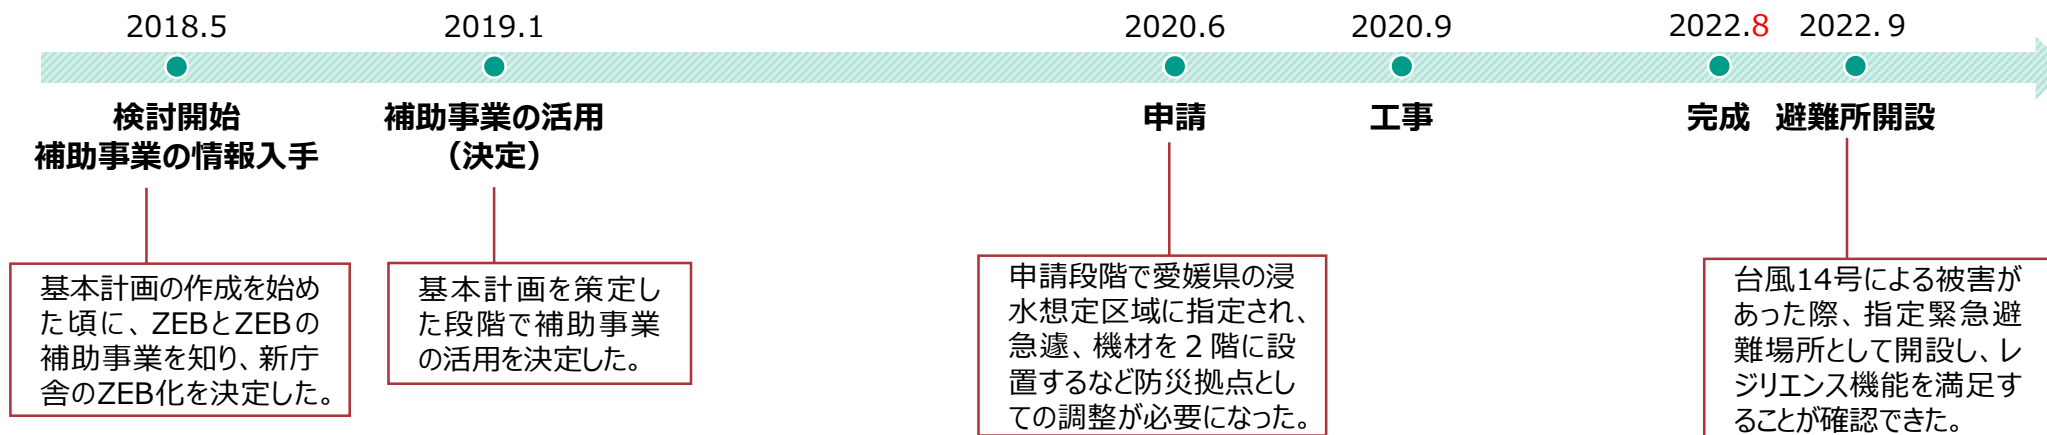 2018.5
2019.1
2020.6
2020.9
2022.8
2022. 9
検討開始
補助事業の情報入手
補助事業の活用
（決定）
申請
工事
完成
避難所開設
基本計画の作成を始め
た頃に、ZEBとZEBの
補助事業を知り、新庁
舎のZEB化を決定した。
基本計画を策定し
た段階で補助事業
の活用を決定した。
申請段階で愛媛県の浸
水想定区域に指定され、
急遽、機材を２階に設
置するなど防災拠点とし
ての調整が必要になった。
台風14号による被害が
あった際、指定緊急避
難場所として開設し、レ
ジリエンス機能を満足す
ることが確認できた。